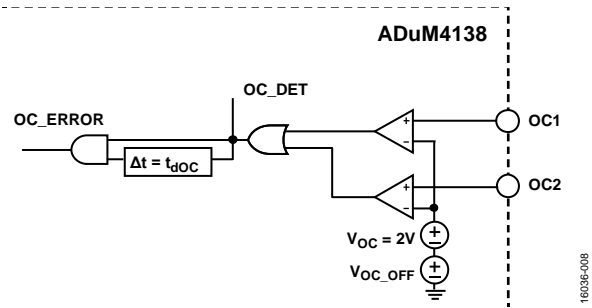 ADuM4138
OC_DET
OC_ERROR
Δt = tdOC
+
−
OC1
+
−
OC2
VOC = 2V
+
−
VOC_OFF
+
−
16036-008